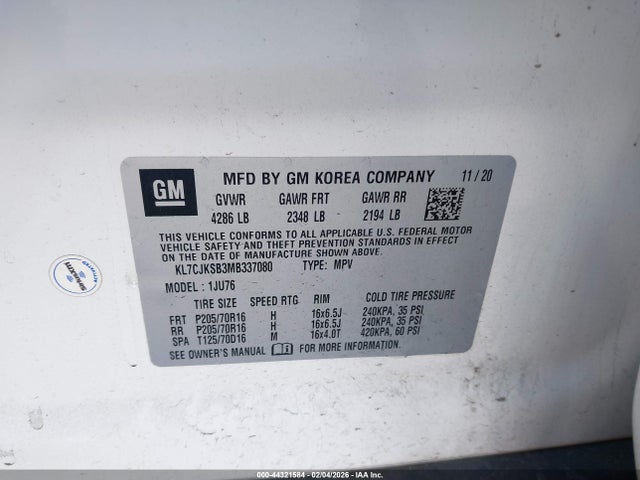 GM
MFD BY GM KOREA COMPANY 11/20
GVWR GAWR FRT GAWR RR
4286 LB 2348 LB 2194 LB
THIS VEHICLE CONFORMS TO ALL APPLICABLE U.S. FEDERAL MOTOR
VEHICLE SAFETY AND THEFT PREVENTION STANDARDS IN EFFECT
ON THE DATE OF MANUFACTURE SHOWN ABOVE.
KL7CJKSB3MB337080 TYPE: MPV
MODEL : 1JU76
TIRE SIZE SPEED RTG RIM COLD TIRE PRESSURE
FRT P205/70R16 H 16x6.5J 240KPA, 35 PSI
RR P205/70R16 H 16x6.5J 240KPA, 35 PSI
SPA T125/70D16 M 16x4.0T 420KPA, 60 PSI
SEE OWNER'S MANUAL FOR MORE INFORMATION
000-44321584 - 02/04/2026 - IAA Inc.